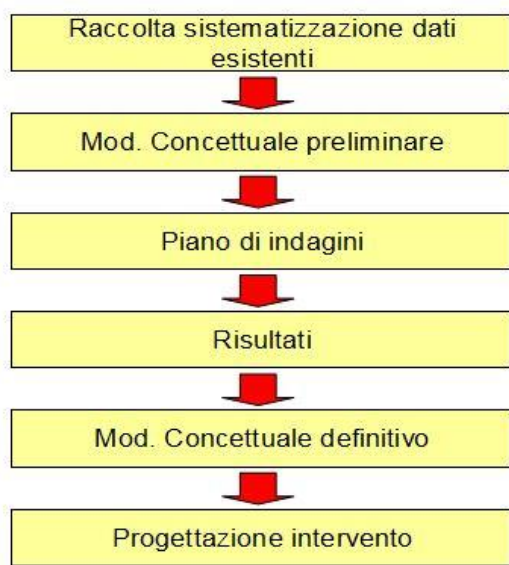 Raccolta sistematizzazione dati
esistenti
Mod. Concettuale preliminare
Piano di indagini
Risultati
Mod. Concettuale definitivo
Progettazione intervento